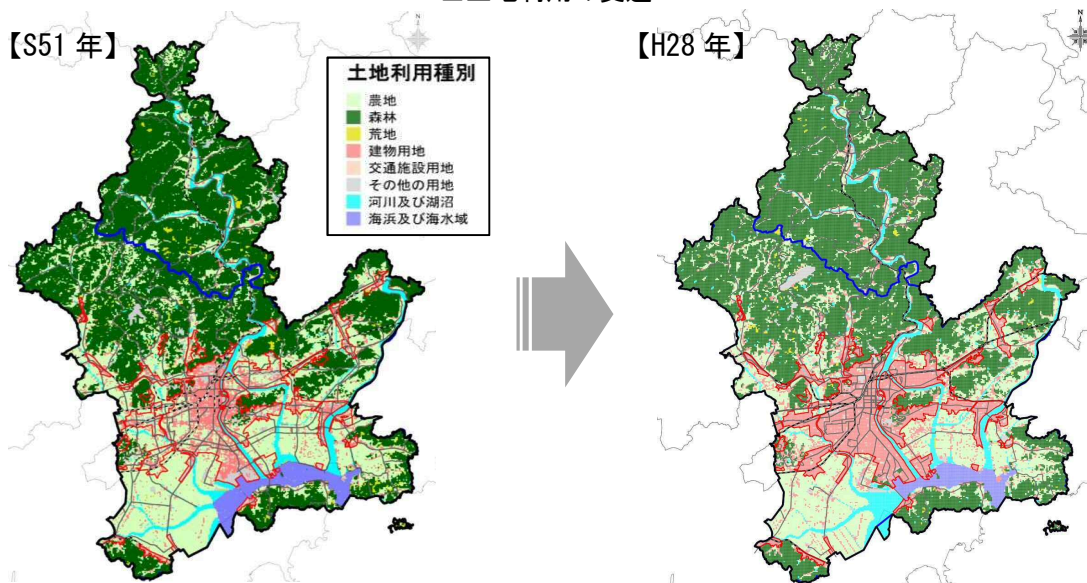 【S51 年】
【H28 年】
N
N
土地利用種別
農地
森林
荒地
建物用地
交通施設用地
その他の用地
河川及び湖沼
海浜及び海水域